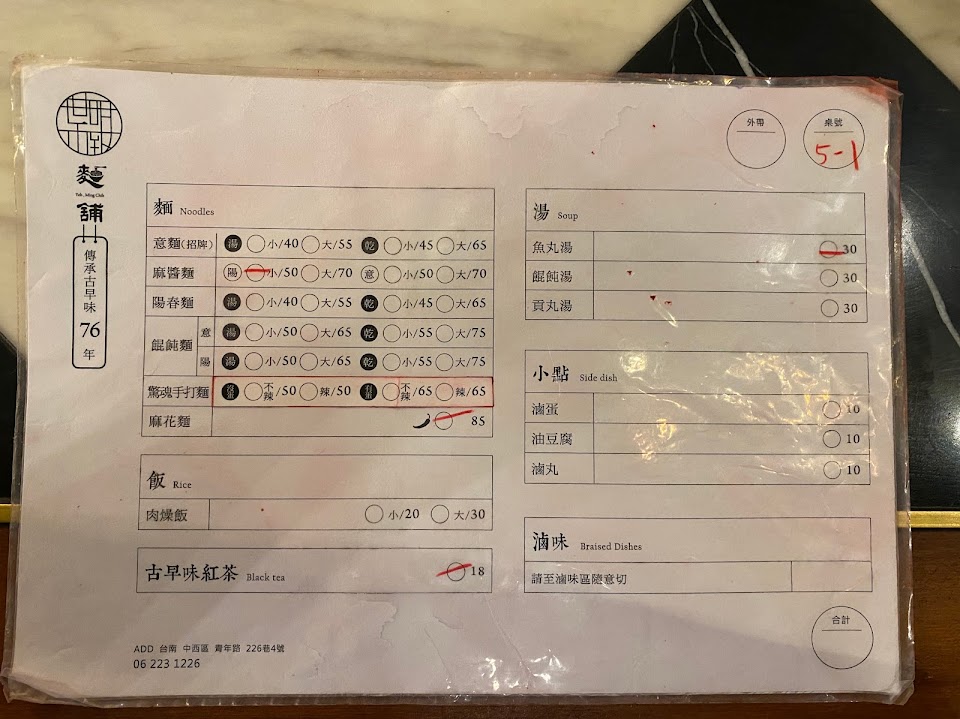 麵
舖
傳承古早味
76
年
外帶
桌號
5-1
麵 Noodles
意麵(招牌) 湯 小/40 大/55 乾 小/45 大/65
麻醬麵 陽 小/50 大/70 意 小/50 大/70
陽春麵 湯 小/40 大/55 乾 小/45 大/65
餛飩麵 意 湯 小/50 大/65 乾 小/55 大/75
陽 湯 小/50 大/65 乾 小/55 大/75
驚魂手打麵 沒蛋 不辣/50 辣/50 有蛋 不辣/65 辣/65
麻花麵 85
飯 Rice
肉燥飯 小/20 大/30
古早味紅茶 Black tea 18
湯 Soup
魚丸湯 30
餛飩湯 30
貢丸湯 30
小點 Side dish
滷蛋 10
油豆腐 10
滷丸 10
滷味 Braised Dishes
請至滷味區隨意切
合計
ADD 台南 中西區 青年路 226巷4號
06 223 1226